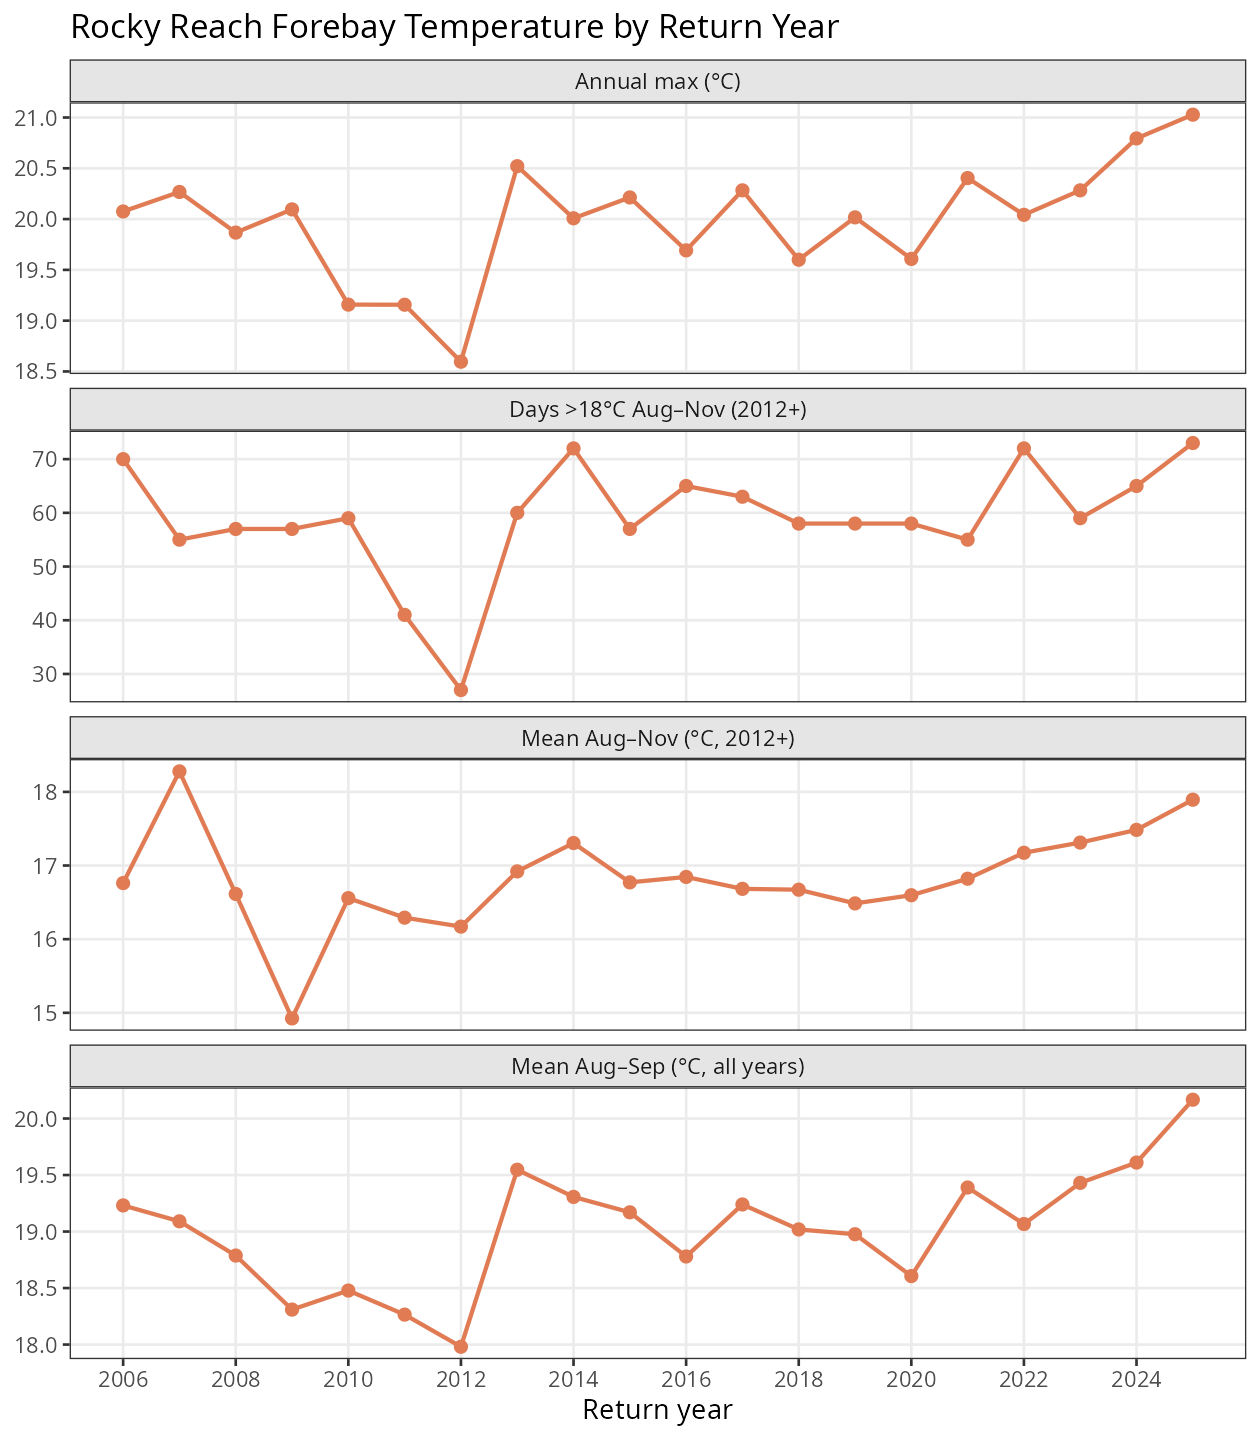 Rocky Reach Forebay Temperature by Return Year
Annual max (°C)
21.0
20.5
20.0
19.5
19.0
18.5
Days >18°C Aug–Nov (2012+)
70
60
50
40
30
Mean Aug–Nov (°C, 2012+)
18
17
16
15
Mean Aug–Sep (°C, all years)
20.0
19.5
19.0
18.5
18.0
2006 2008 2010 2012 2014 2016 2018 2020 2022 2024
Return year